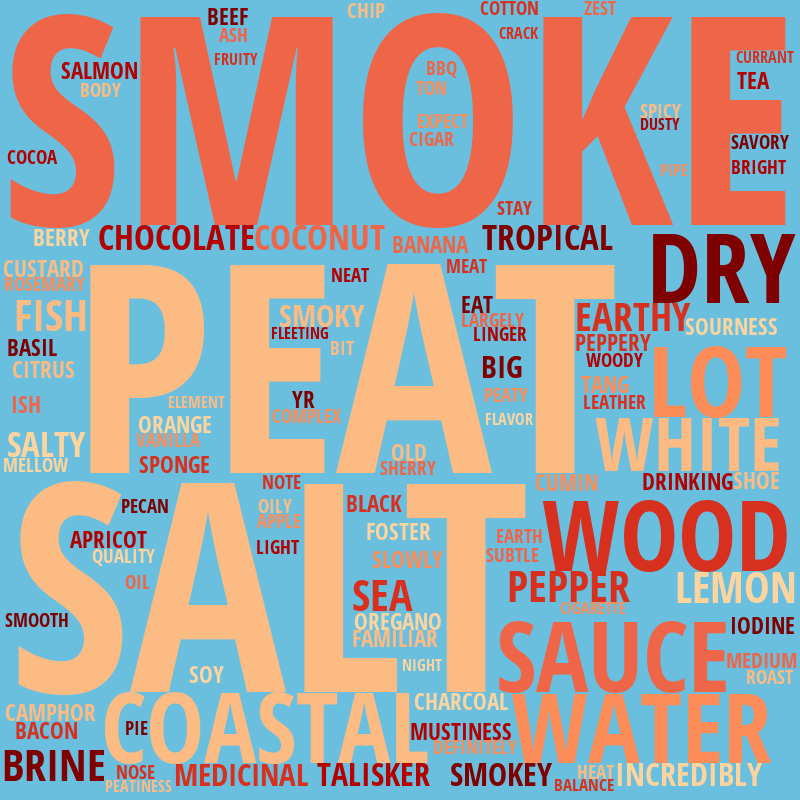 SMOKE
BEEF
ASH
FRUITY
CHIP
COTTON
CRACK
ZEST
SALMON
BODY
BBQ
TON
EXPECT
CIGAR
CURRANT
TEA
SPICY
DUSTY
SAVORY
BRIGHT
PIPE
COCOA
STAY
BERRY
CHOCOLATE
COCONUT
BANANA
TROPICAL
DRY
CUSTARD
ROSEMARY
PEAT
NEAT
MEAT
FISH
SMOKY
FLEETING
BIT
EAT
LARGELY
LINGER
EARTHY
SOURNESS
PEPPERY
WOODY
BASIL
CITRUS
BIG
LOT
TANG
LEATHER
ISH
ELEMENT
YR
COMPLEX
PEATY
FLAVOR
ORANGE
VANILLA
WHITE
SALTY
MELLOW
SPONGE
OLD
SHERRY
NOTE
CUMIN
DRINKING
SHOE
SALT
PECAN
OILY
APPLE
BLACK
WOOD
APRICOT
QUALITY
LIGHT
FOSTER
SLOWLY
EARTH
SUBTLE
OIL
SEA
PEPPER
LEMON
CIGARETTE
SMOOTH
OREGANO
FAMILIAR
SAUCE
IODINE
SOY
NIGHT
MEDIUM
ROAST
CAMPHOR
BACON
COASTAL
CHARCOAL
WATER
PIE
MUSTINESS
DEFINITELY
BRINE
NOSE
PEATINESS
MEDICINAL
TALISKER
SMOKEY
HEAT
BALANCE
INCREDIBLY